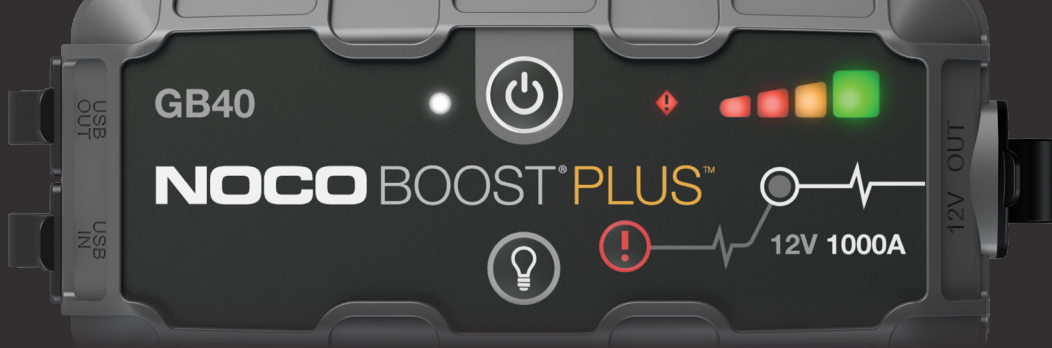 GB40
NOCO BOOST® PLUS™
12V 1000A
USB OUT
USB IN
12V OUT